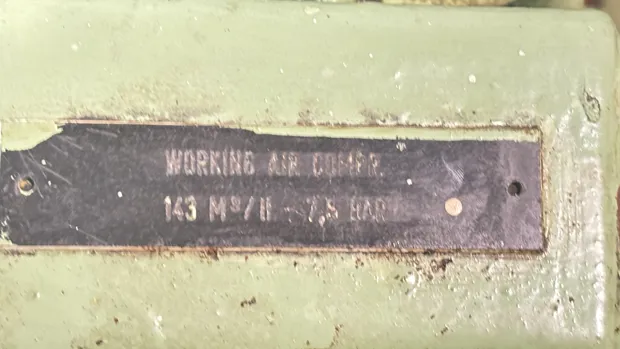 WORKING AIR COMPR.
143 M³/H. - 7,5 BAR